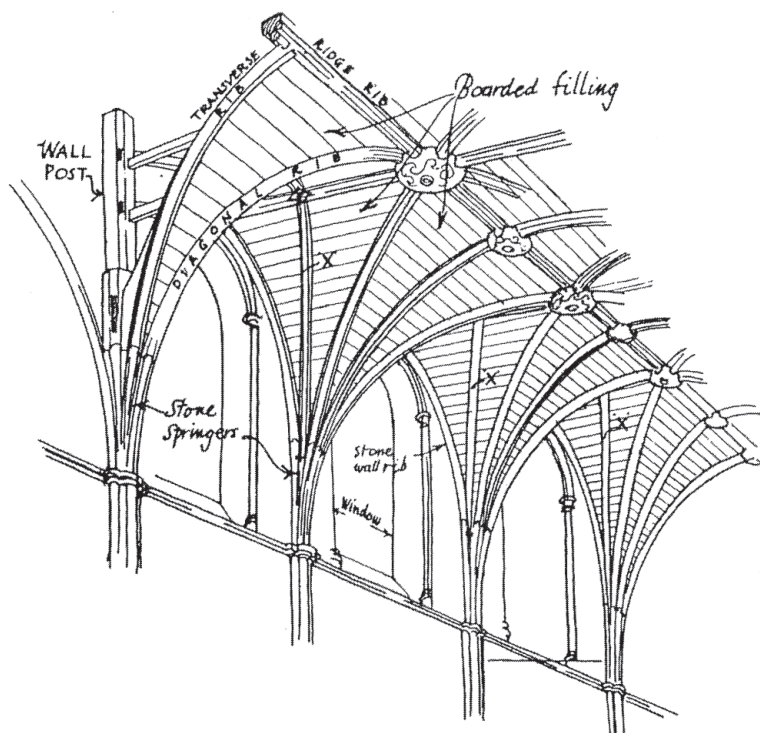 TRANSVERSE
RIB
RIDGE RIB
Boarded filling
WALL
POST
DIAGONAL RIB
X
Stone
Springers
X
Stone
wall rib
X
Window